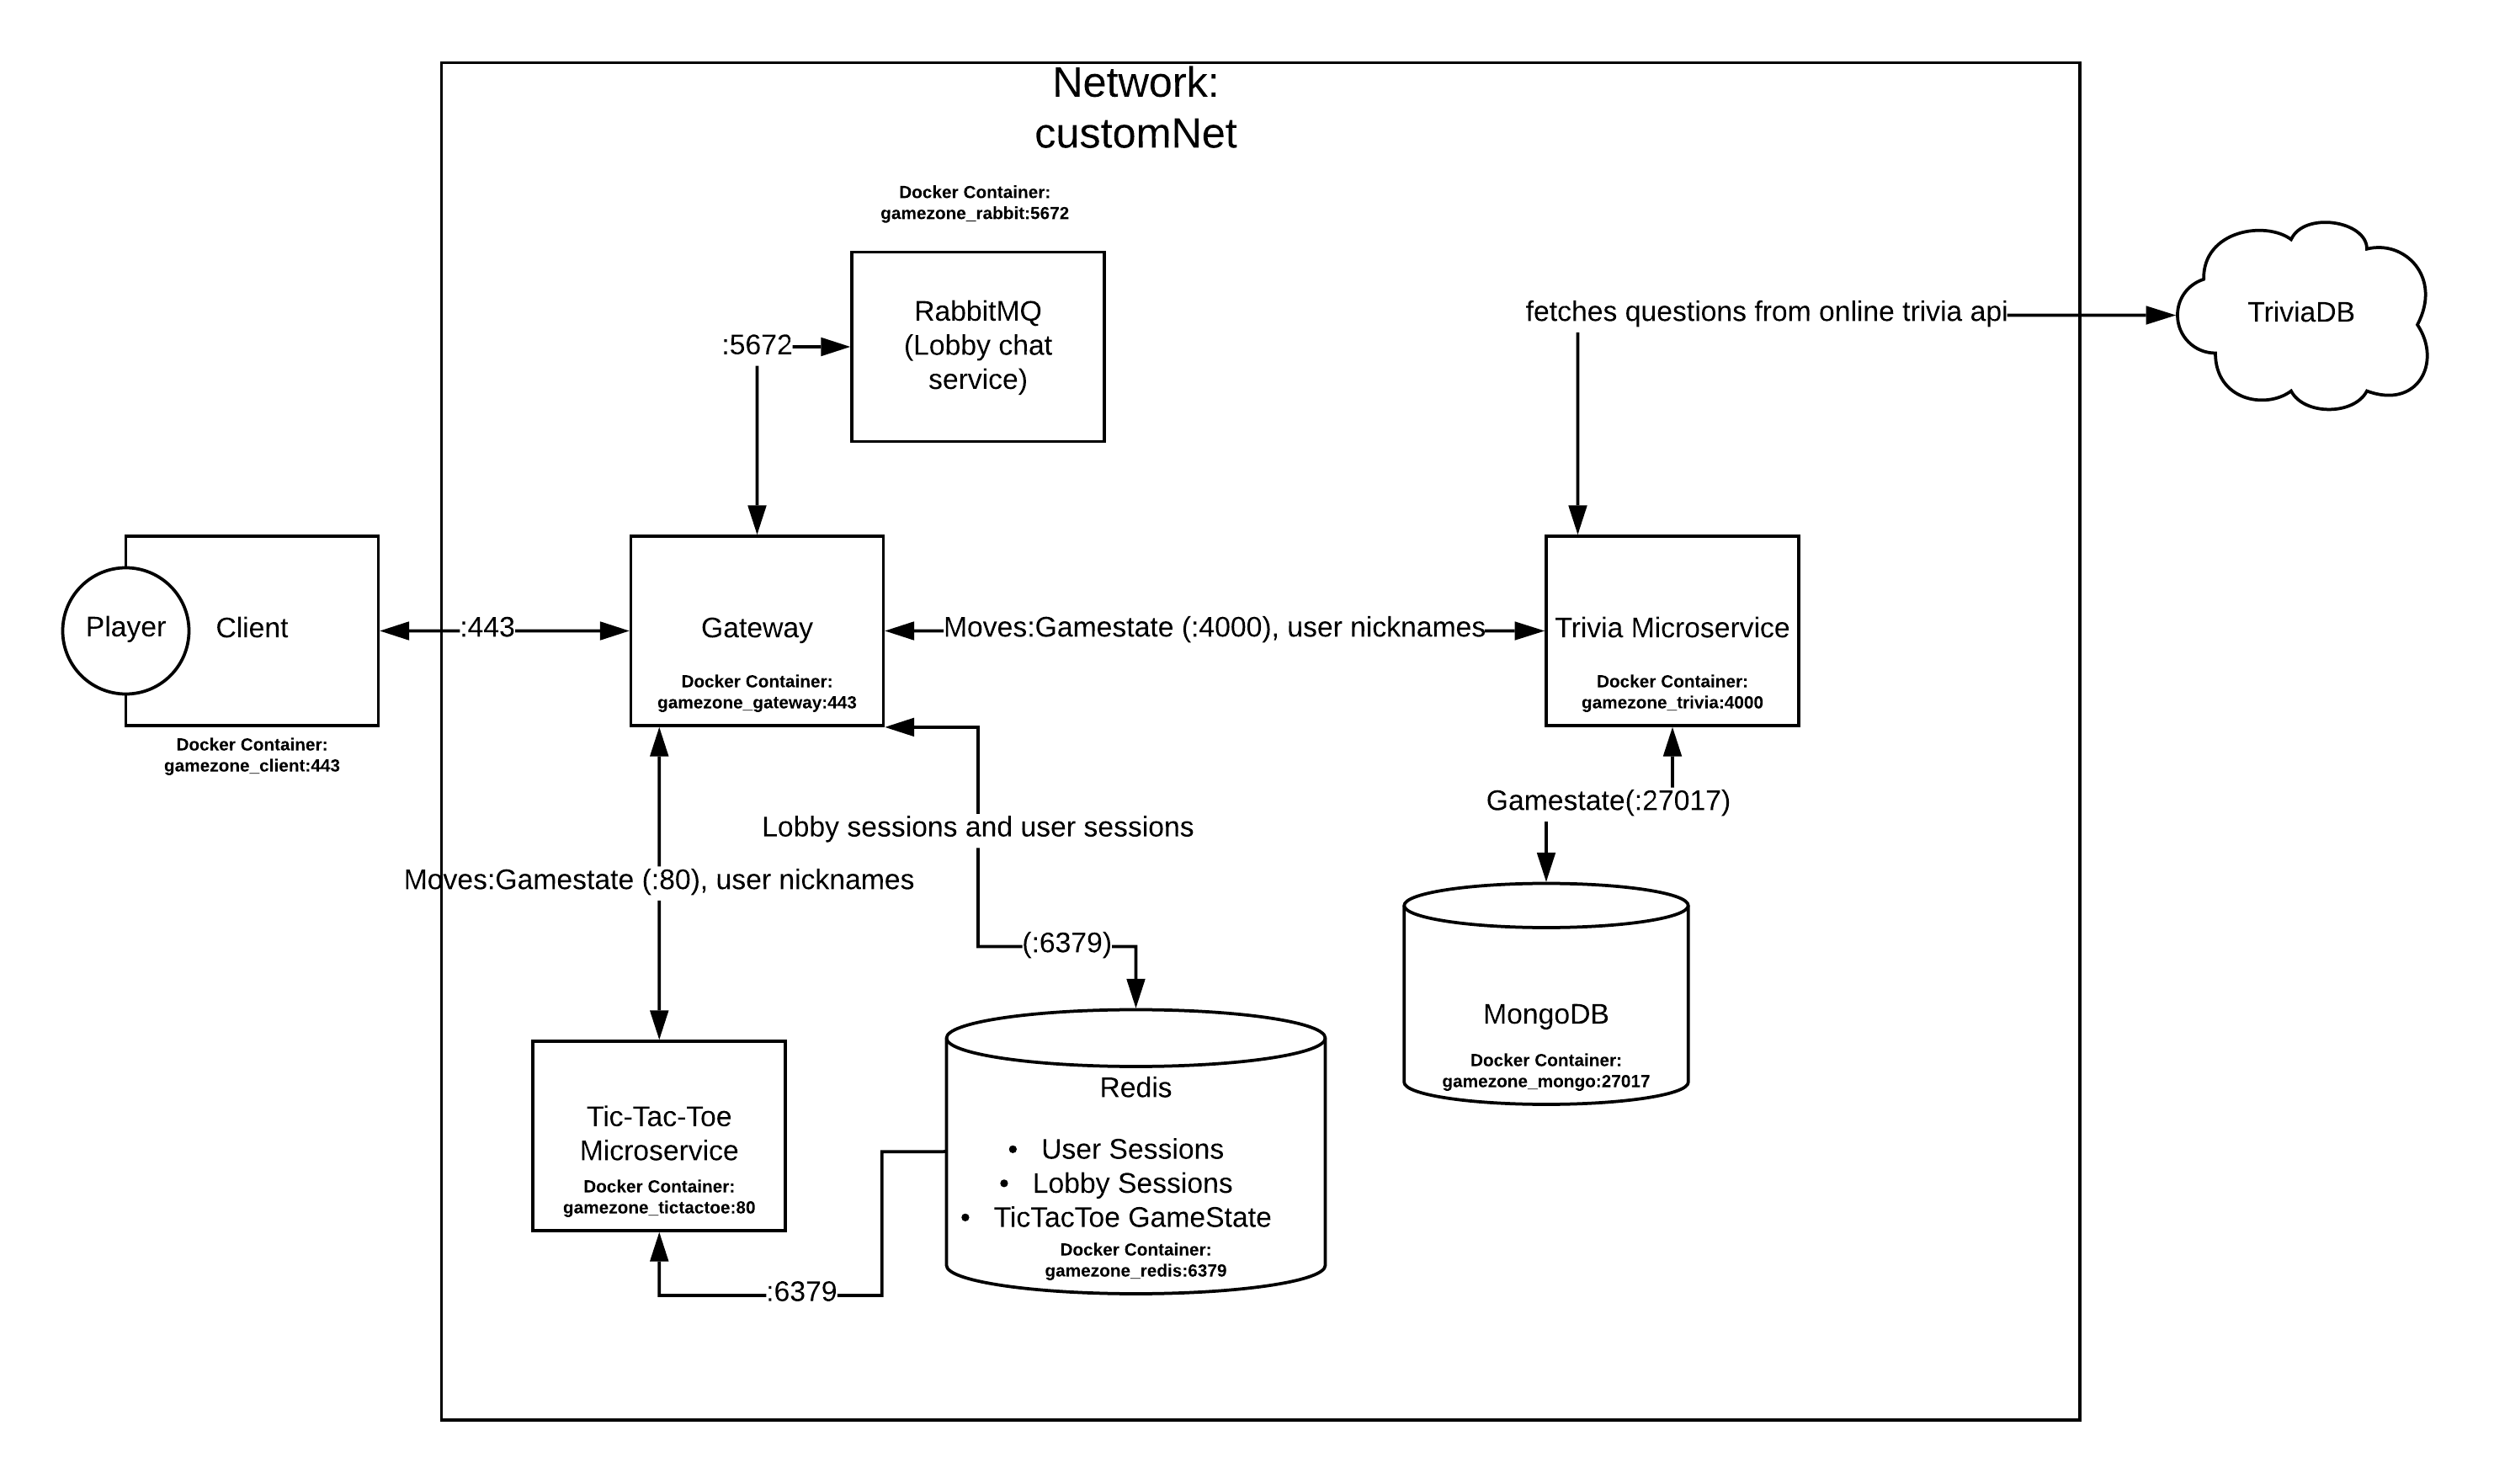 Network:
customNet
Docker Container:
gamezone_rabbit:5672
RabbitMQ
(Lobby chat
service)
:5672
fetches questions from online trivia api
TriviaDB
Player
Client
Docker Container:
gamezone_client:443
:443
Gateway
Docker Container:
gamezone_gateway:443
Moves:Gamestate (:4000), user nicknames
Trivia Microservice
Docker Container:
gamezone_trivia:4000
Gamestate(:27017)
Lobby sessions and user sessions
Moves:Gamestate (:80), user nicknames
(:6379)
MongoDB
Docker Container:
gamezone_mongo:27017
Tic-Tac-Toe
Microservice
Docker Container:
gamezone_tictactoe:80
Redis
• User Sessions
• Lobby Sessions
• TicTacToe GameState
Docker Container:
gamezone_redis:6379
:6379